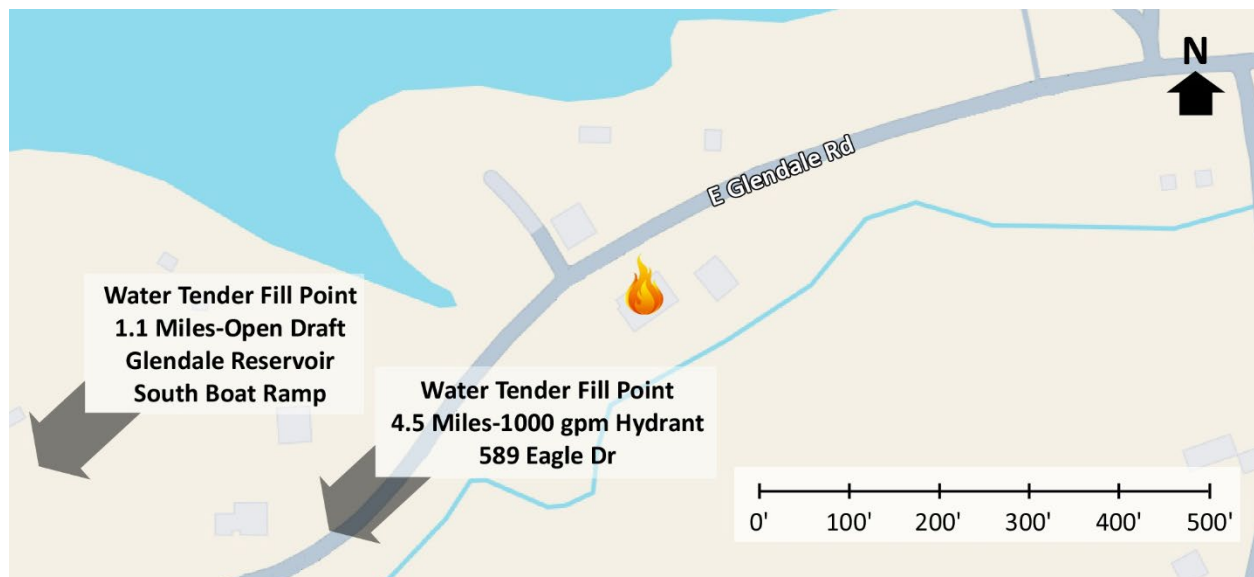 N
E Glendale Rd
Water Tender Fill Point
1.1 Miles-Open Draft
Glendale Reservoir
South Boat Ramp
Water Tender Fill Point
4.5 Miles-1000 gpm Hydrant
589 Eagle Dr
0' 100' 200' 300' 400' 500'